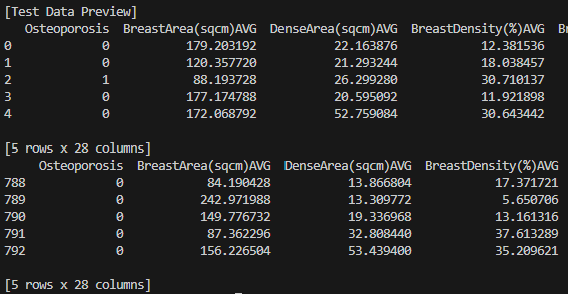 [Test Data Preview]
Osteoporosis BreastArea(sqcm)AVG DenseArea(sqcm)AVG BreastDensity(%)AVG
0 0 179.203192 22.163876 12.381536
1 0 120.357720 21.293244 18.038457
2 1 88.193728 26.299280 30.710137
3 0 177.174788 20.595092 11.921898
4 0 172.068792 52.759084 30.643442
[5 rows x 28 columns]
Osteoporosis BreastArea(sqcm)AVG DenseArea(sqcm)AVG BreastDensity(%)AVG
788 0 84.190428 13.866804 17.371721
789 0 242.971988 13.309772 5.650706
790 0 149.776732 19.336968 13.161316
791 0 87.362296 32.808440 37.613289
792 0 156.226504 53.439400 35.209621
[5 rows x 28 columns]